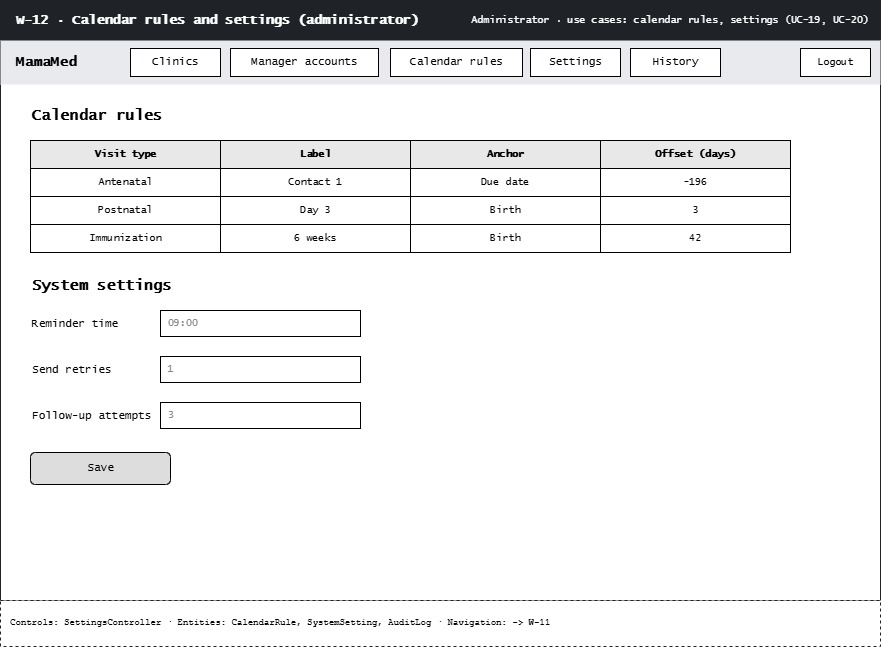 W-12 · Calendar rules and settings (administrator)
Administrator · use cases: calendar rules, settings (UC-19, UC-20)
MamaMed Clinics Manager accounts Calendar rules Settings History Logout
Calendar rules
Visit type Label Anchor Offset (days)
Antenatal Contact 1 Due date -196
Postnatal Day 3 Birth 3
Immunization 6 weeks Birth 42
System settings
Reminder time 09:00
Send retries 1
Follow-up attempts 3
Save
Controls: SettingsController · Entities: CalendarRule, SystemSetting, AuditLog · Navigation: -> W-11